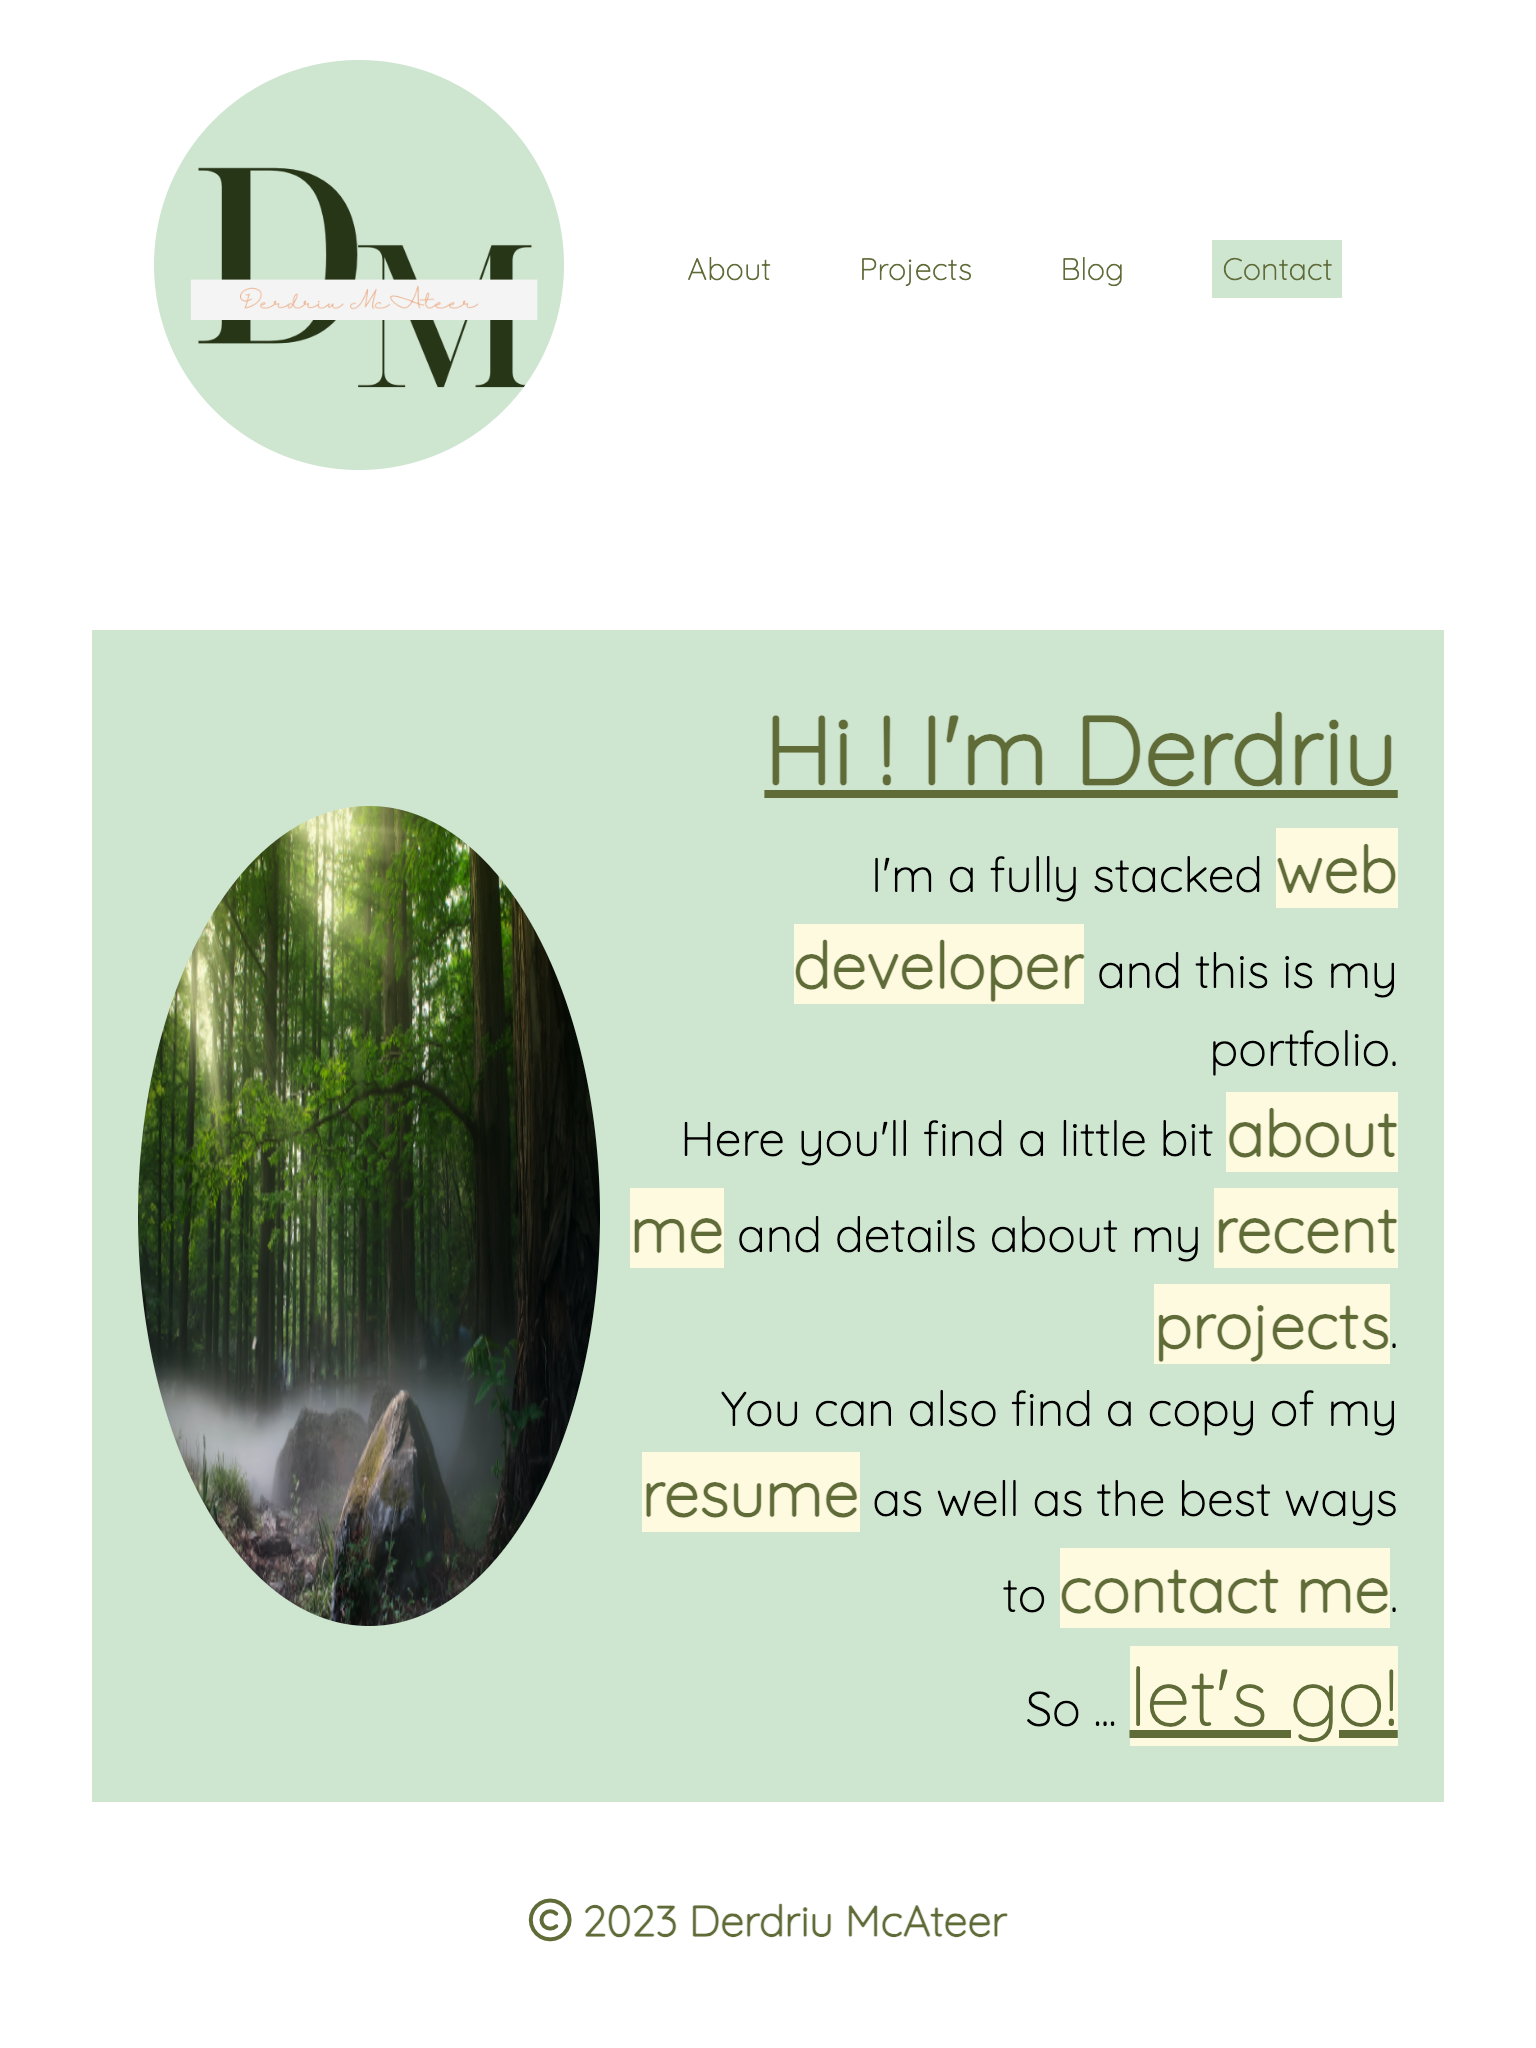 DM
Derdriu McAteer
About Projects Blog Contact
Hi ! I'm Derdriu
I'm a fully stacked web
developer and this is my
portfolio.
Here you'll find a little bit about
me and details about my recent
projects.
You can also find a copy of my
resume as well as the best ways
to contact me.
So ... let's go!
© 2023 Derdriu McAteer